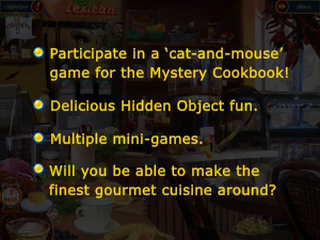 Participate in a ‘cat-and-mouse’
game for the Mystery Cookbook!
Delicious Hidden Object fun.
Multiple mini-games.
Will you be able to make the
finest gourmet cuisine around?